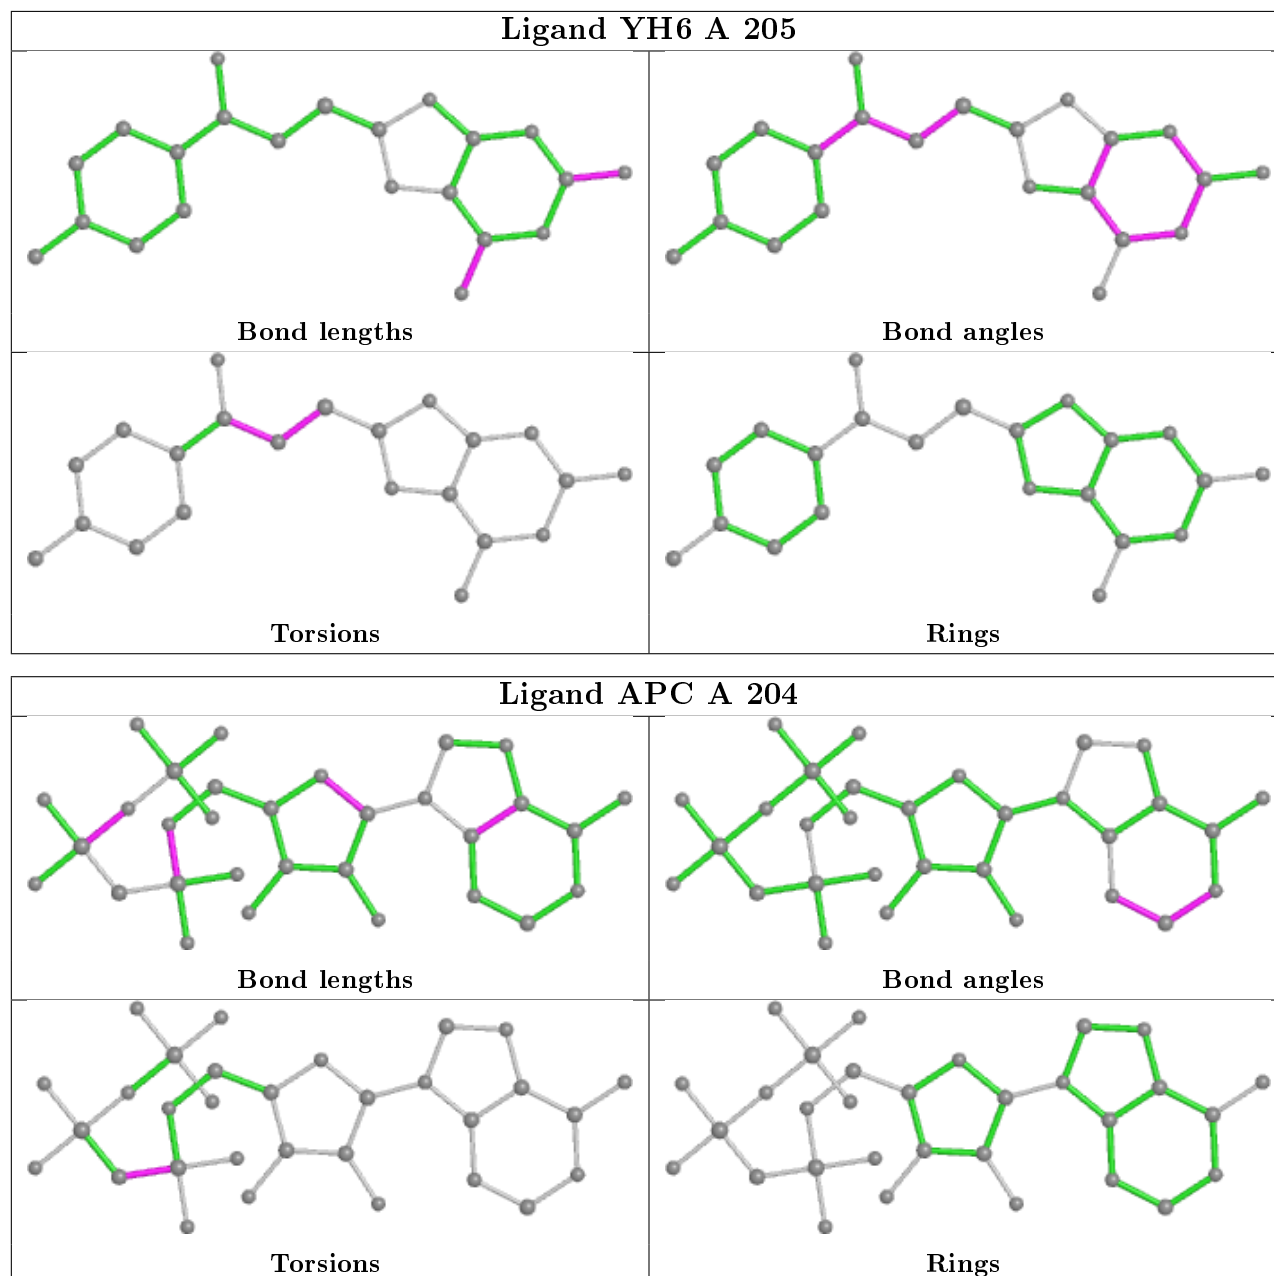 Ligand YH6 A 205
Bond lengths
Bond angles
Torsions
Rings
Ligand APC A 204
Bond lengths
Bond angles
Torsions
Rings